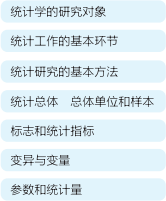 统计学的研究对象
统计工作的基本环节
统计研究的基本方法
统计总体 总体单位和样本
标志和统计指标
变异与变量
参数和统计量